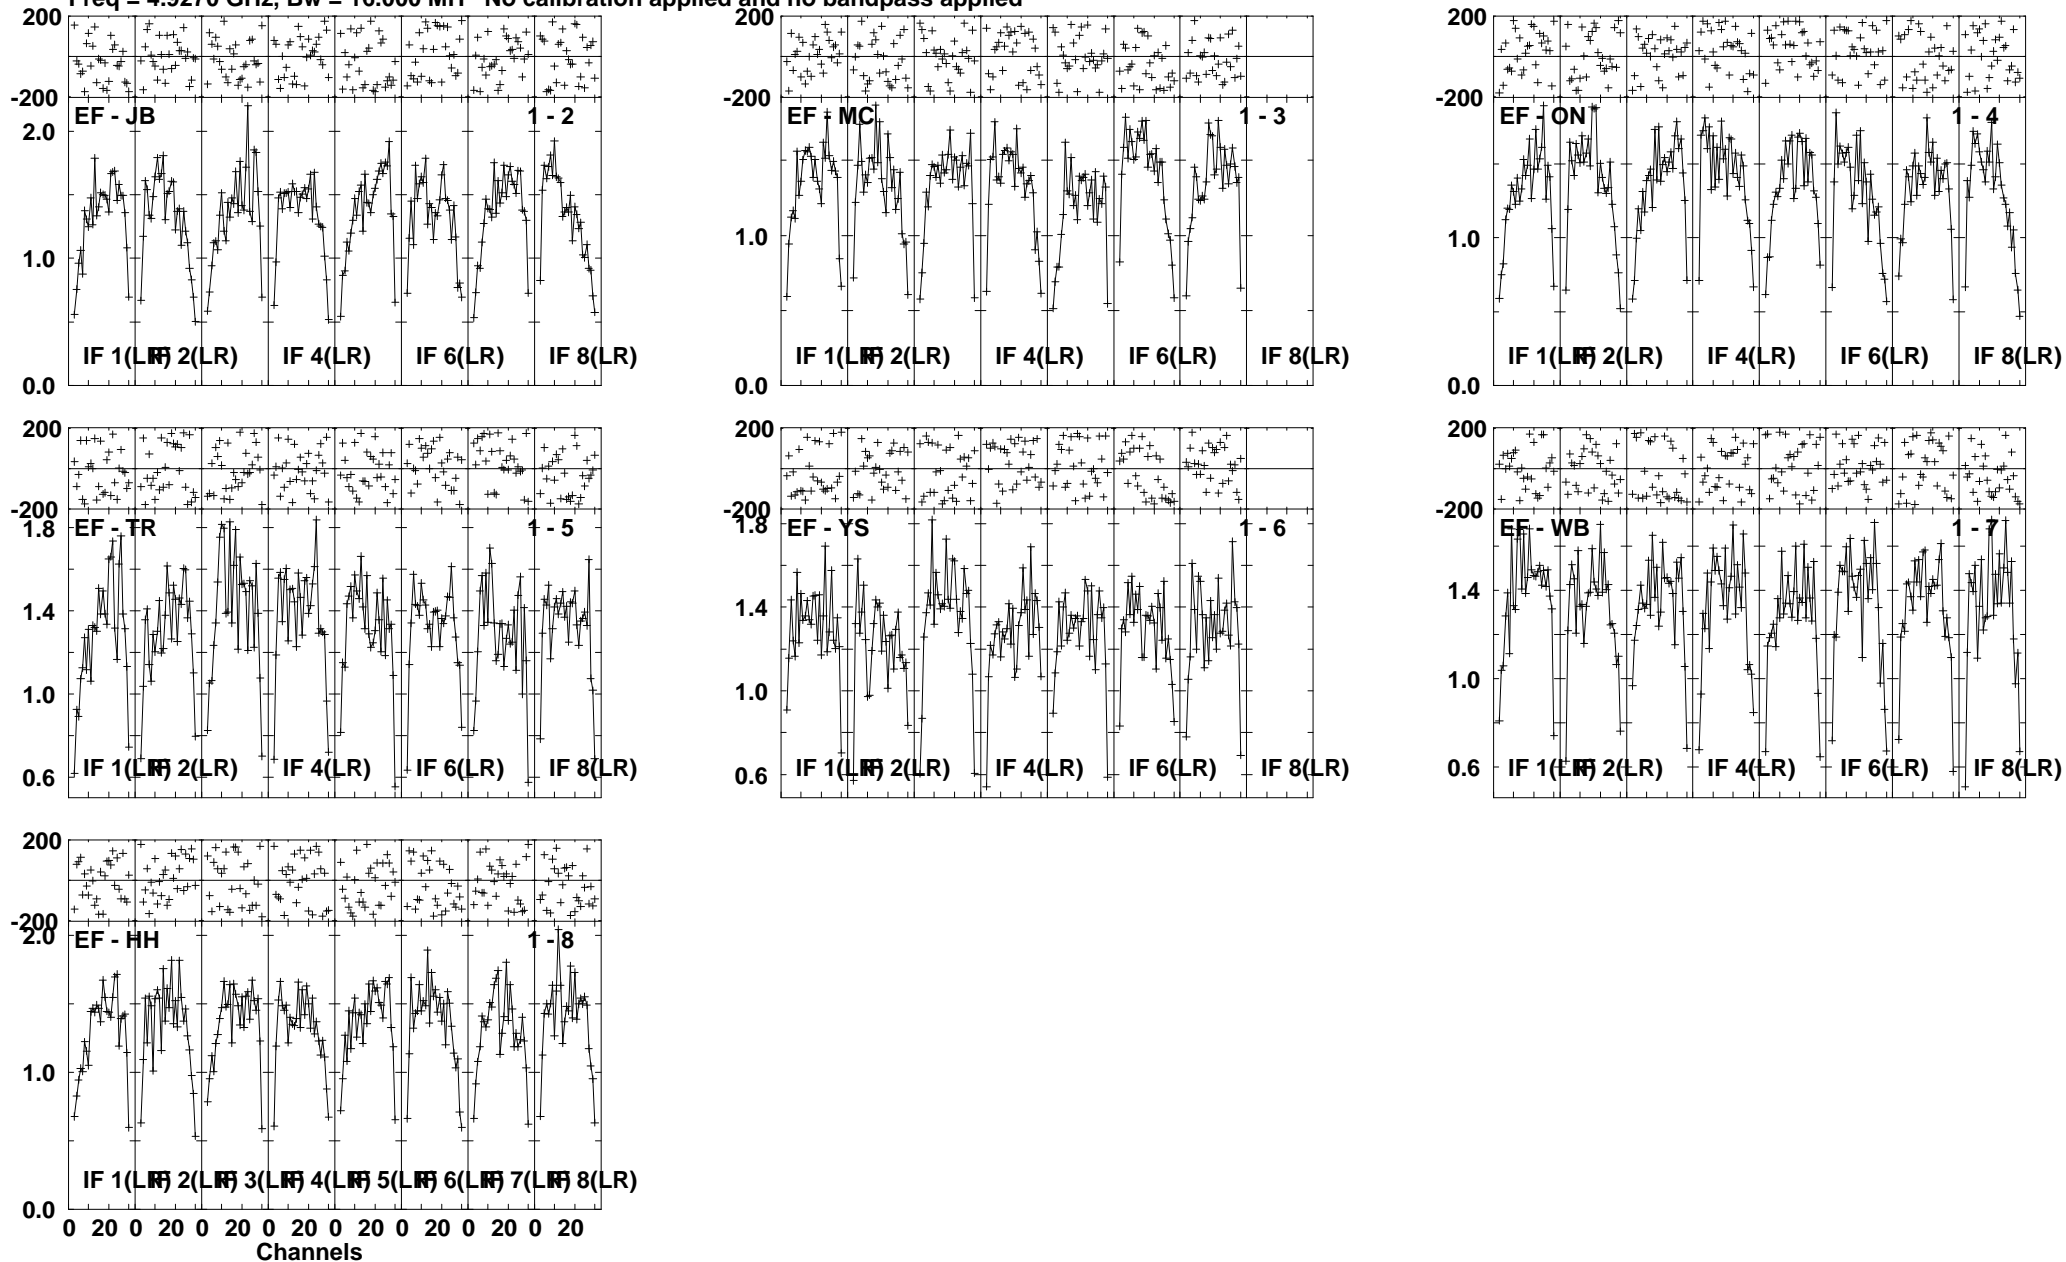 Freq = 4.9276 GHz, Bw = 16.000 MH No calibration applied and no bandpass applied
200
-200
EF - JB
1 - 2
2.0
1.0
0.0
IF 1(LR) IF 2(LR) IF 4(LR) IF 6(LR) IF 8(LR)
200
-200
EF - MC
1 - 3
1.0
0.0
IF 1(LR) IF 2(LR) IF 4(LR) IF 6(LR) IF 8(LR)
200
-200
EF - ON
1 - 4
1.0
0.0
IF 1(LR) IF 2(LR) IF 4(LR) IF 6(LR) IF 8(LR)
200
-200
EF - TR
1 - 5
1.8
1.4
1.0
0.6
IF 1(LR) IF 2(LR) IF 4(LR) IF 6(LR) IF 8(LR)
200
-200
EF - YS
1 - 6
1.8
1.4
1.0
0.6
IF 1(LR) IF 2(LR) IF 4(LR) IF 6(LR) IF 8(LR)
200
-200
EF - WB
1 - 7
1.4
1.0
0.6
IF 1(LR) IF 2(LR) IF 4(LR) IF 6(LR) IF 8(LR)
200
-200
EF - HH
1 - 8
2.0
1.0
0.0
IF 1(LR) IF 2(LR) IF 3(LR) IF 4(LR) IF 5(LR) IF 6(LR) IF 7(LR) IF 8(LR)
0 20 0 20 0 20 0 20 0 20 0 20 0 20 0 20
Channels